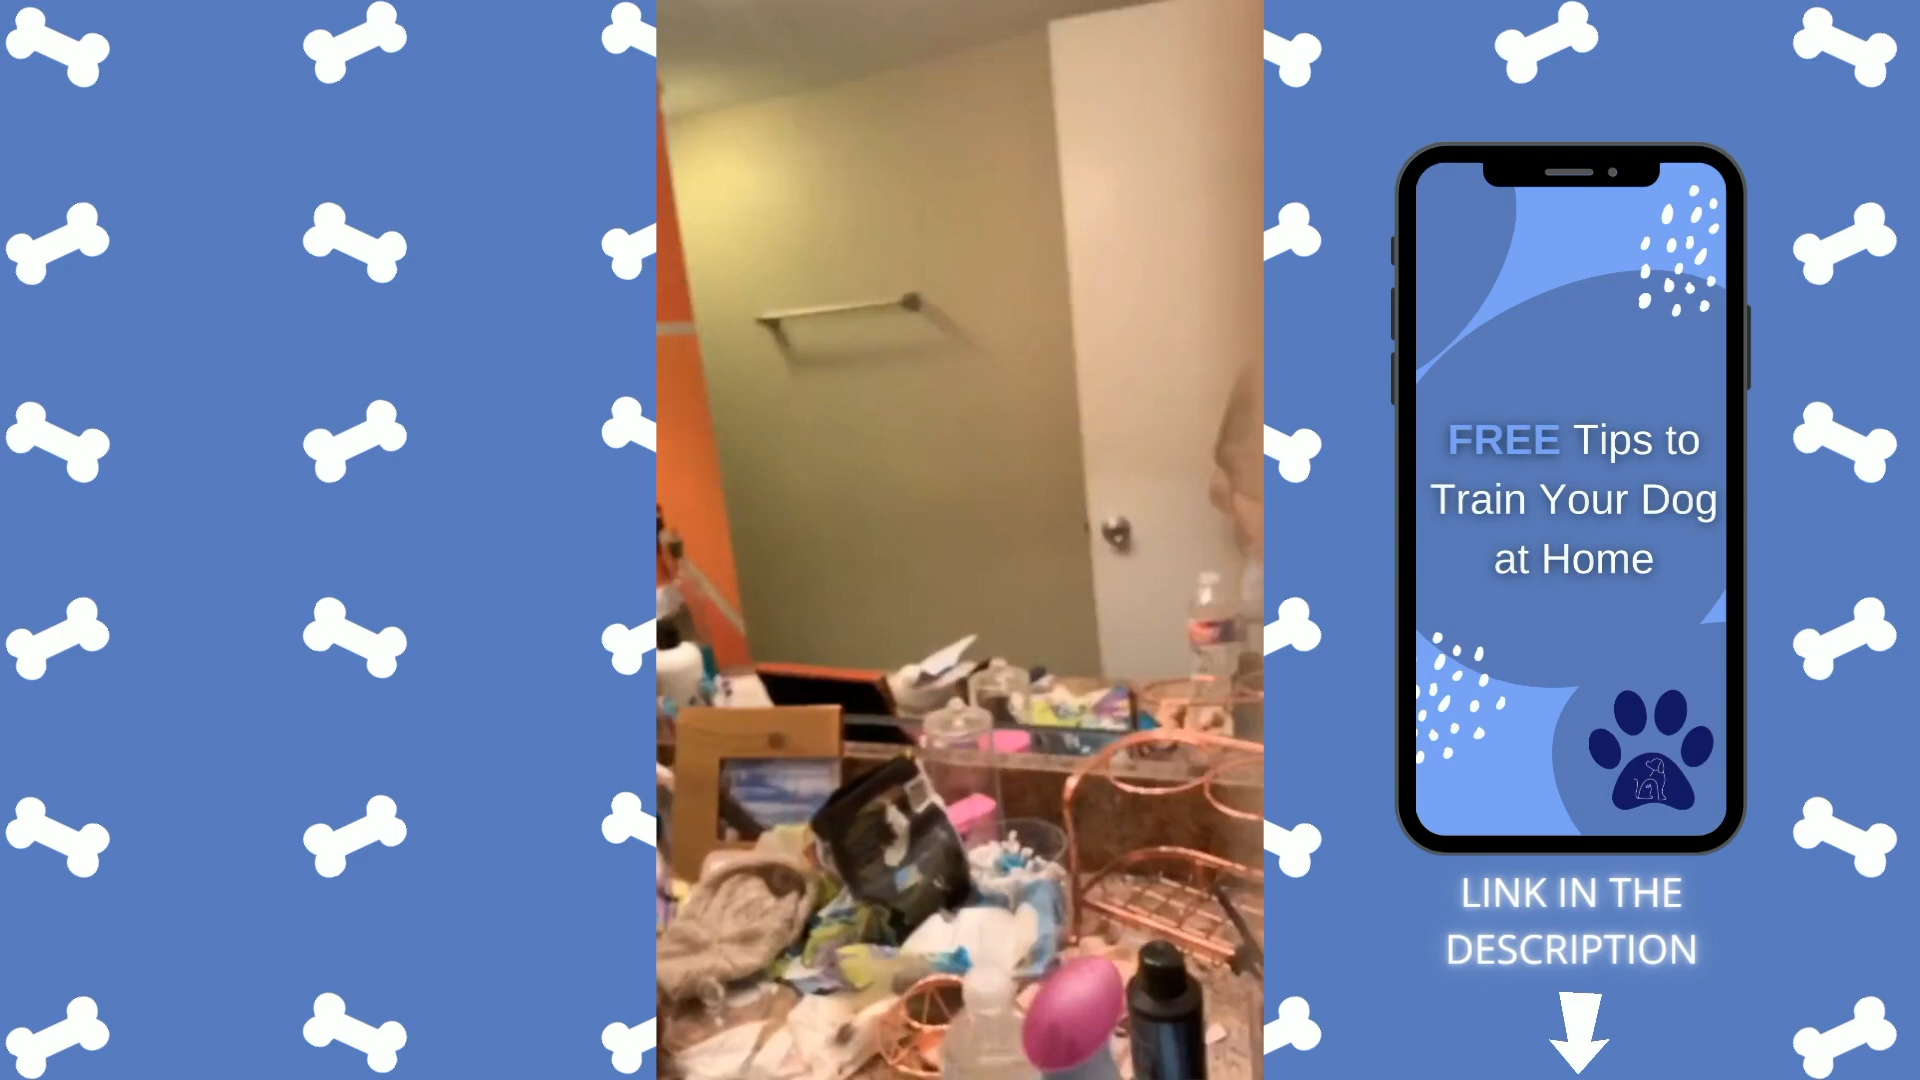 FREE Tips to
Train Your Dog
at Home
LINK IN THE
DESCRIPTION